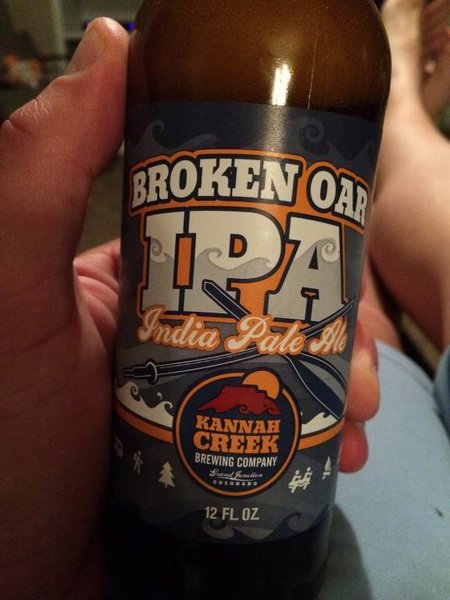 BROKEN OAR
IPA
India Pale Ale
KANNAH
CREEK
BREWING COMPANY
Grand Junction
COLORADO
12 FL. OZ